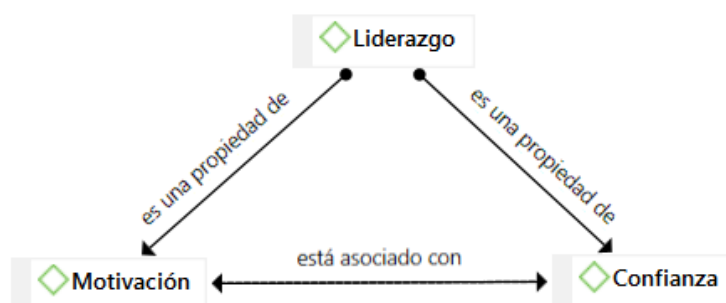 Liderazgo
es una propiedad de
es una propiedad de
está asociado con
Motivación
Confianza